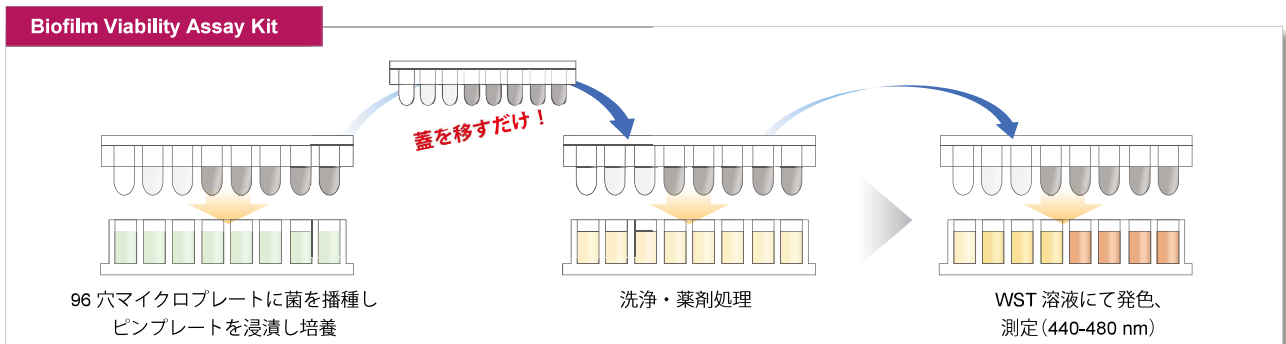 Biofilm Viability Assay Kit
蓋を移すだけ！
96 穴マイクロプレートに菌を播種し
ピンプレートを浸漬し培養
洗浄・薬剤処理
WST 溶液にて発色、
測定（440-480 nm）